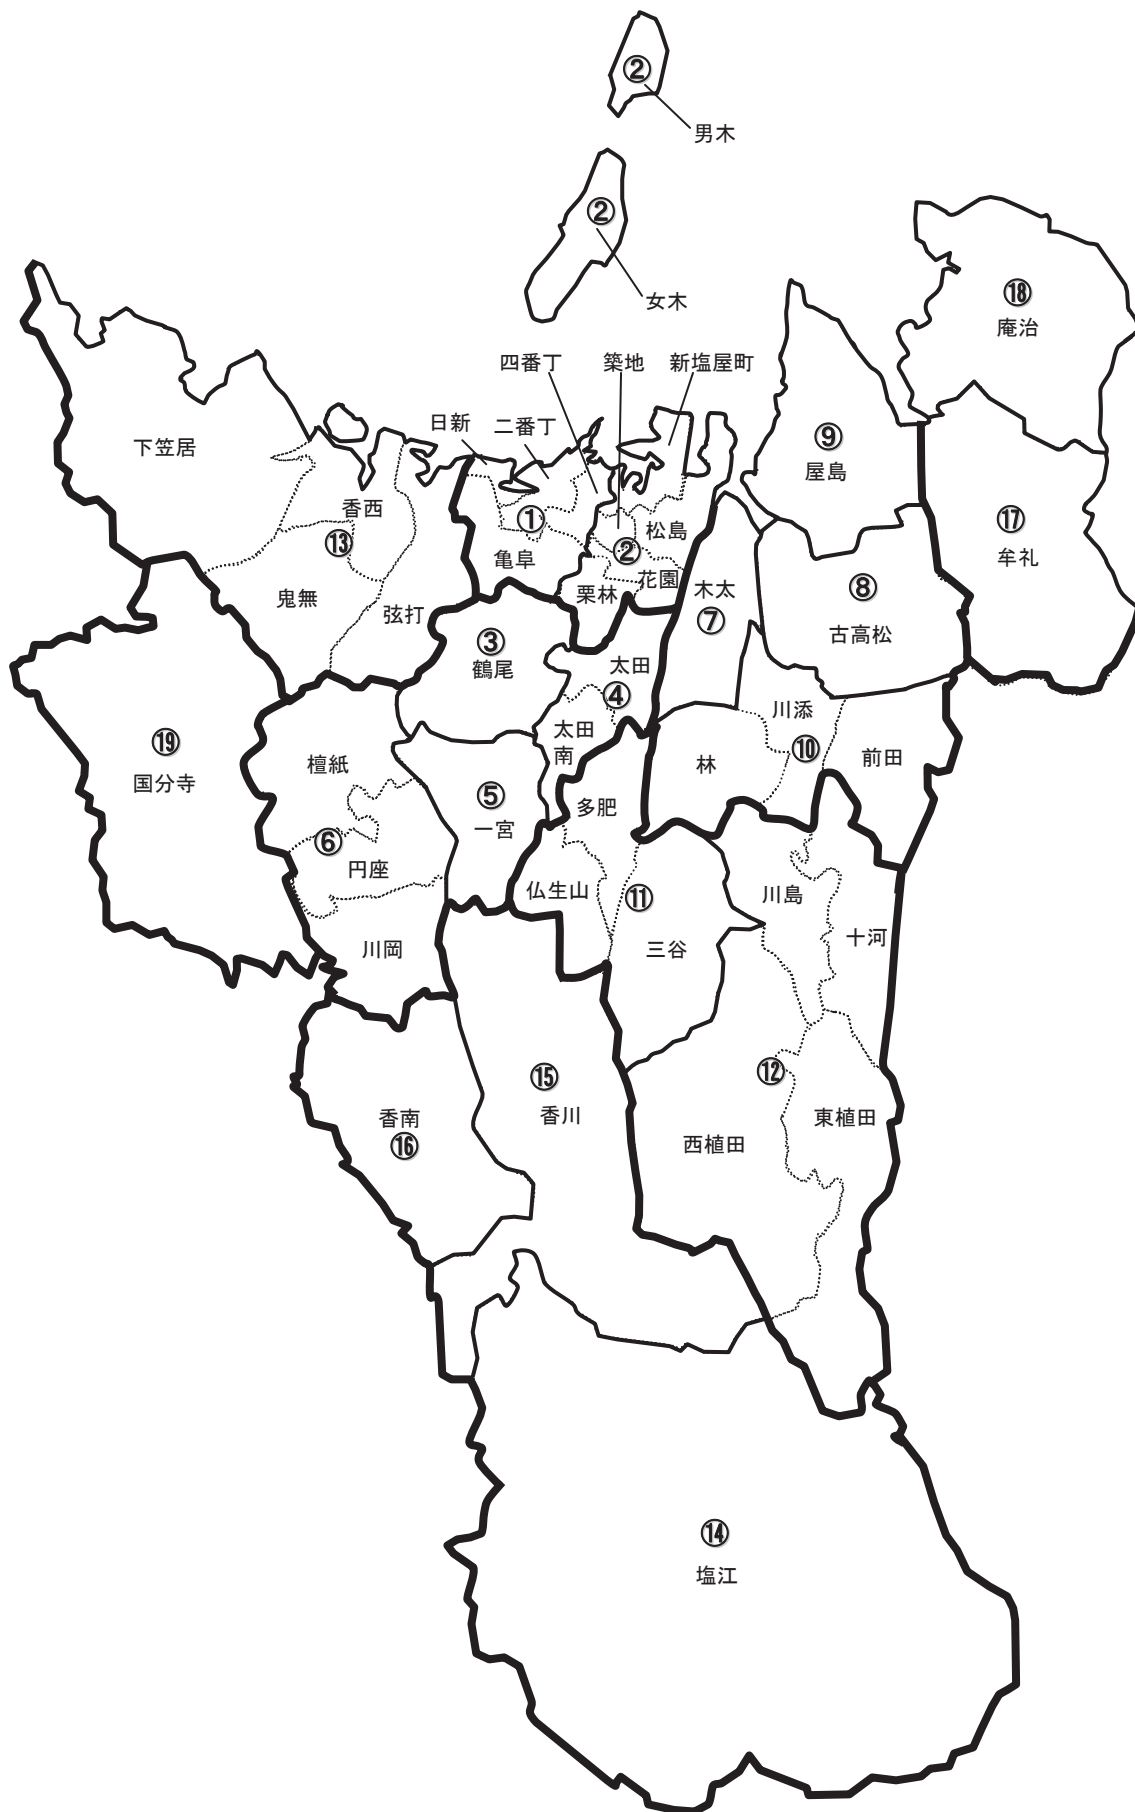 ②
男木
②
女木
⑱
庵治
四番丁
築地
新塩屋町
日新
二番丁
下笠居
⑨
屋島
香西
①
松島
⑰
牟礼
⑬
亀阜
②
花園
木太
⑧
鬼無
弦打
栗林
⑦
古高松
③
鶴尾
太田
④
川添
⑲
国分寺
檀紙
太田
南
林
⑩
前田
⑤
一宮
多肥
⑥
円座
仏生山
⑪
川島
川岡
三谷
十河
⑮
香川
⑫
香南
⑯
西植田
東植田
⑭
塩江